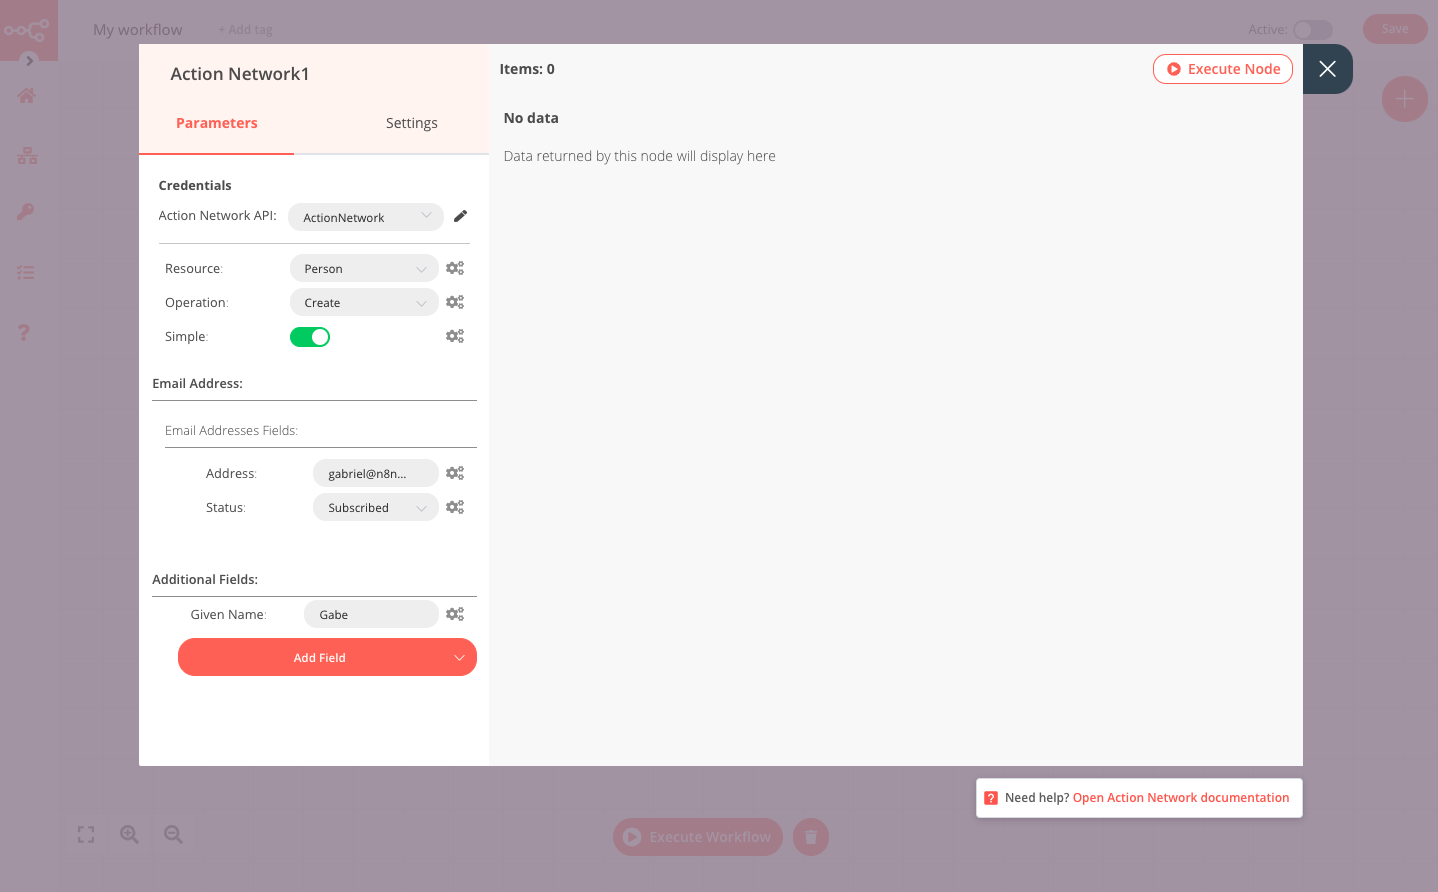 My workflow
+ Add tag
Active:
Save
Action Network1
Parameters
Settings
Items: 0
Execute Node
No data
Data returned by this node will display here
Credentials
Action Network API:
ActionNetwork
Resource:
Person
Operation:
Create
Simple:
Email Address:
Email Addresses Fields:
Address:
gabriel@n8n...
Status:
Subscribed
Additional Fields:
Given Name:
Gabe
Add Field
Need help? Open Action Network documentation
Execute Workflow